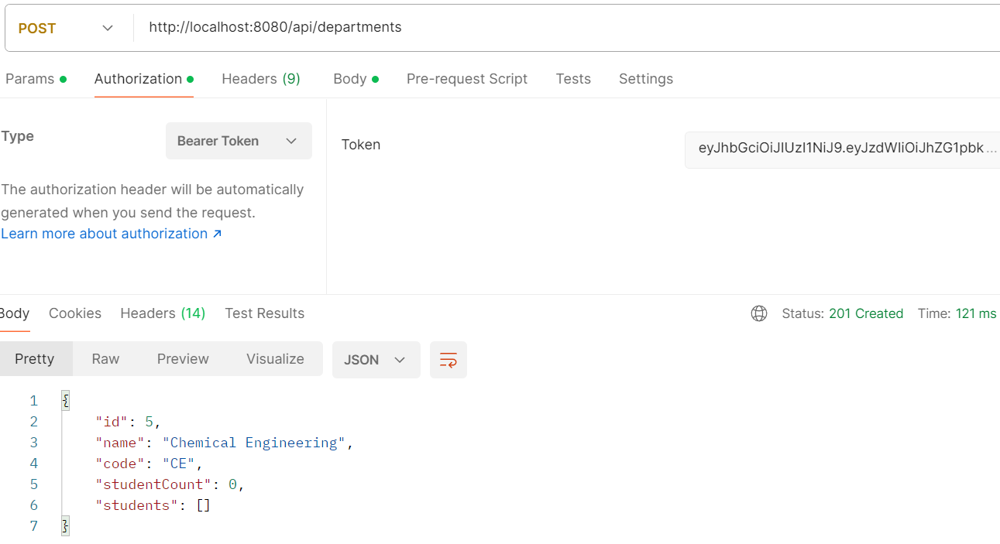 POST http://localhost:8080/api/departments
Params Authorization Headers (9) Body Pre-request Script Tests Settings
Type Bearer Token Token eyJhbGciOiJIUzI1NiJ9.eyJzdWIiOiJhZG1pbk...
The authorization header will be automatically
generated when you send the request.
Learn more about authorization ↗
Body Cookies Headers (14) Test Results Status: 201 Created Time: 121 ms
Pretty Raw Preview Visualize JSON
1 {
2 "id": 5,
3 "name": "Chemical Engineering",
4 "code": "CE",
5 "studentCount": 0,
6 "students": []
7 }